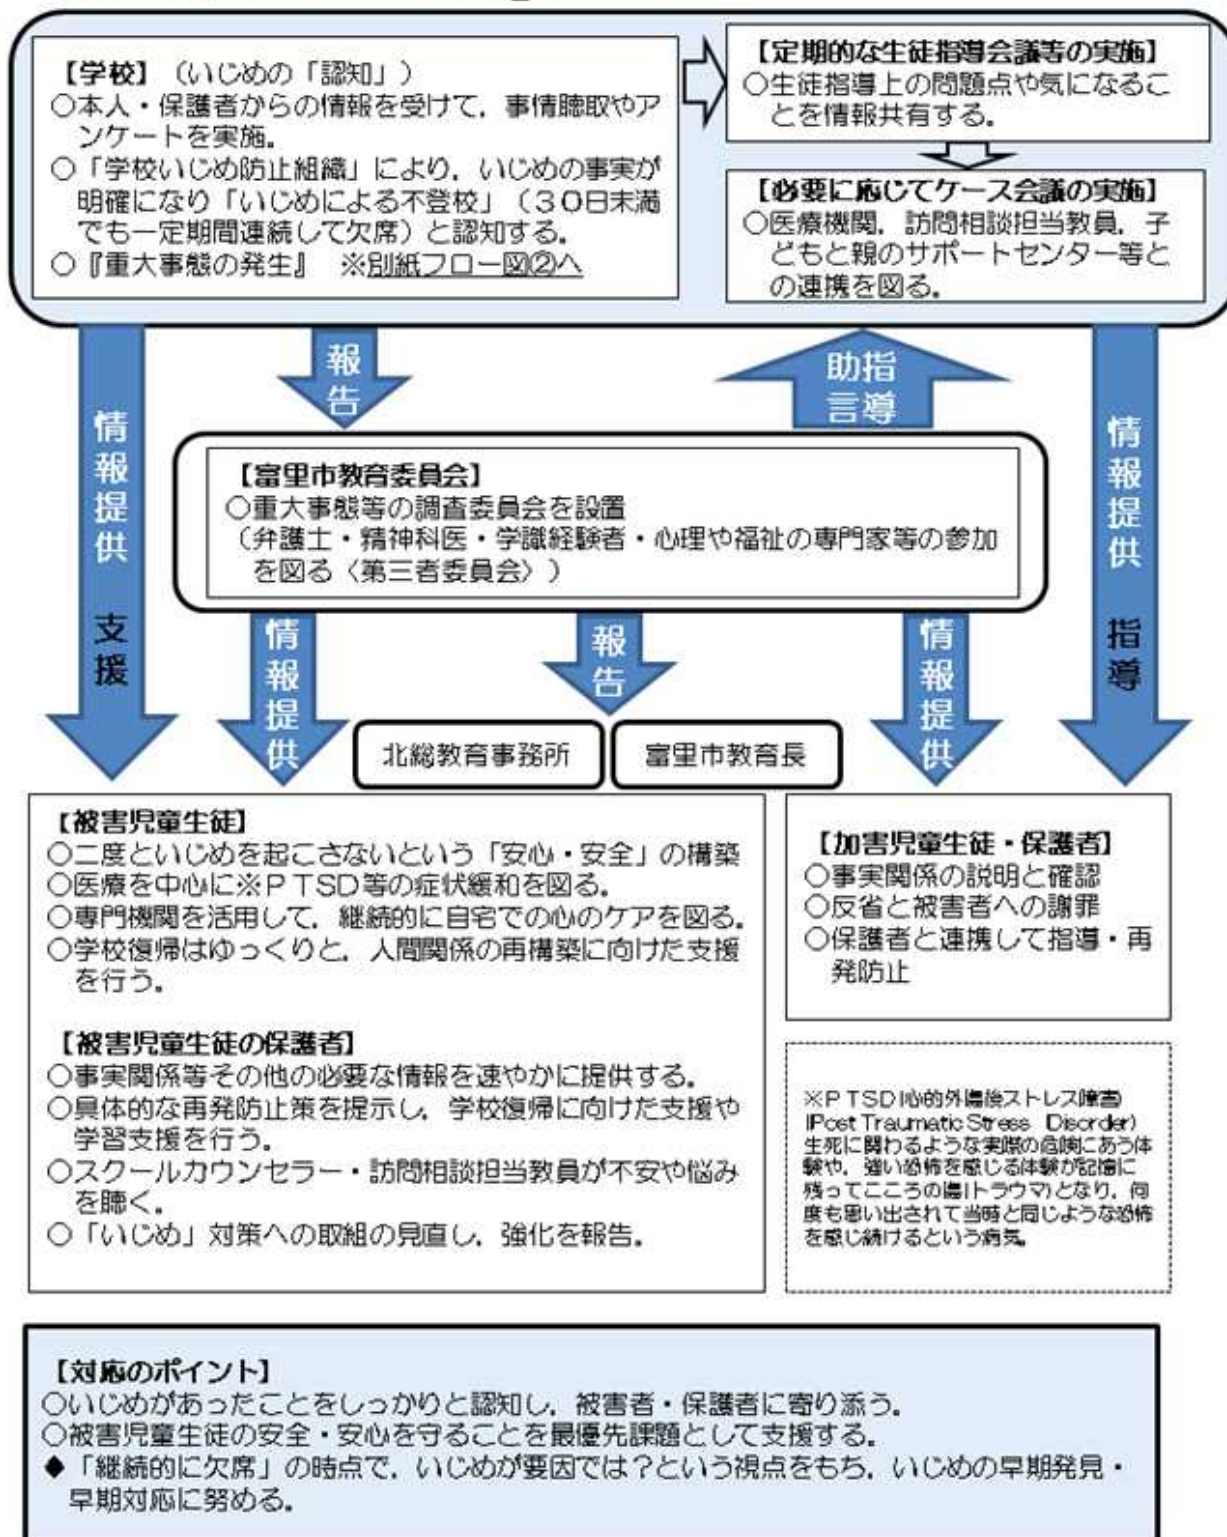 【学校】（いじめの「認知」）
○本人・保護者からの情報を受けて，事情聴取やア
ンケートを実施。
○「学校いじめ防止組織」により，いじめの事実が
明確になり「いじめによる不登校」（３０日未満
でも一定期間連続して欠席）と認知する。
○『重大事態の発生』　※別紙フロー図②へ
【定期的な生徒指導会議等の実施】
○生徒指導上の問題点や気になるこ
とを情報共有する。
【必要に応じてケース会議の実施】
○医療機関，訪問相談担当教員，子
どもと親のサポートセンター等と
の連携を図る。
情報提供　支援
報告
助言
指導
情報提供　指導
【富里市教育委員会】
○重大事態等の調査委員会を設置
（弁護士・精神科医・学識経験者・心理や福祉の専門家等の参加
を図る〈第三者委員会〉）
情報提供
報告
情報提供
北総教育事務所
富里市教育長
【被害児童生徒】
○二度といじめを起こさないという「安心・安全」の構築
○医療を中心に※ＰＴＳＤ等の症状緩和を図る。
○専門機関を活用して，継続的に自宅での心のケアを図る。
○学校復帰はゆっくりと，人間関係の再構築に向けた支援
を行う。
【被害児童生徒の保護者】
○事実関係等その他の必要な情報を速やかに提供する。
○具体的な再発防止策を提示し，学校復帰に向けた支援や
学習支援を行う。
○スクールカウンセラー・訪問相談担当教員が不安や悩み
を聴く。
○「いじめ」対策への取組の見直し，強化を報告。
【加害児童生徒・保護者】
○事実関係の説明と確認
○反省と被害者への謝罪
○保護者と連携して指導・再
発防止
※ＰＴＳＤ|心的外傷後ストレス障害
|Post Traumatic Stress　Disorder)
生死に関わるような実際の危険にあう体
験や，強い恐怖を感じる体験が記憶に
残ってこころの傷|トラウマ)となり，何
度も思い出されて当時と同じような恐怖
を感じ続けるという病気。
【対応のポイント】
○いじめがあったことをしっかりと認知し，被害者・保護者に寄り添う。
○被害児童生徒の安全・安心を守ることを最優先課題として支援する。
◆「継続的に欠席」の時点で，いじめが要因では？という視点をもち，いじめの早期発見・
早期対応に努める。